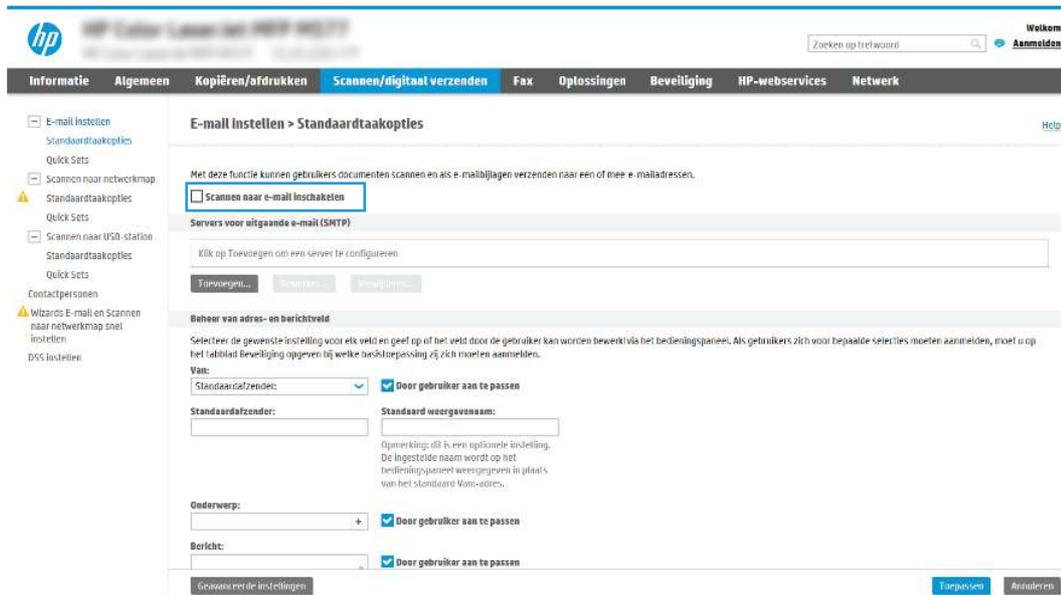 hp
Welkom
Zoeken op trefwoord
Aanmelden
Informatie Algemeen Kopiëren/afdrukken Scannen/digitaal verzenden Fax Oplossingen Beveiliging HP-webservices Netwerk
E-mail instellen
Standaardtaakopties
Quick Sets
Scannen naar netwerkmap
Standaardtaakopties
Quick Sets
Scannen naar USB-station
Standaardtaakopties
Quick Sets
Contactpersonen
Wizards E-mail en Scannen
naar netwerkmap snel
instellen
DSS instellen
E-mail instellen > Standaardtaakopties
Help
Met deze functie kunnen gebruikers documenten scannen en als e-mailbijlagen verzenden naar een of meer e-mailadressen.
Scannen naar e-mail inschakelen
Servers voor uitgaande e-mail (SMTP)
Klik op Toevoegen om een server te configureren
Toevoegen... Bewerken... Verwijderen...
Beheer van adres- en berichtveld
Selecteer de gewenste instelling voor elk veld en geef op of het veld door de gebruiker kan worden bewerkt via het bedieningspaneel. Als gebruikers zich voor bepaalde selecties moeten aanmelden, moet u op
het tabblad Beveiliging opgeven bij welke basistoepassing zij zich moeten aanmelden.
Van:
Standaardafzender: Door gebruiker aan te passen
Standaardafzender: Standaard weergavenaam:
Opmerking: dit is een optionele instelling.
De ingestelde naam wordt op het
bedieningspaneel weergegeven in plaats
van het standaard Vanu-adres.
Onderwerp:
+ Door gebruiker aan te passen
Bericht:
Door gebruiker aan te passen
Geavanceerde instellingen Toepassen Annuleren